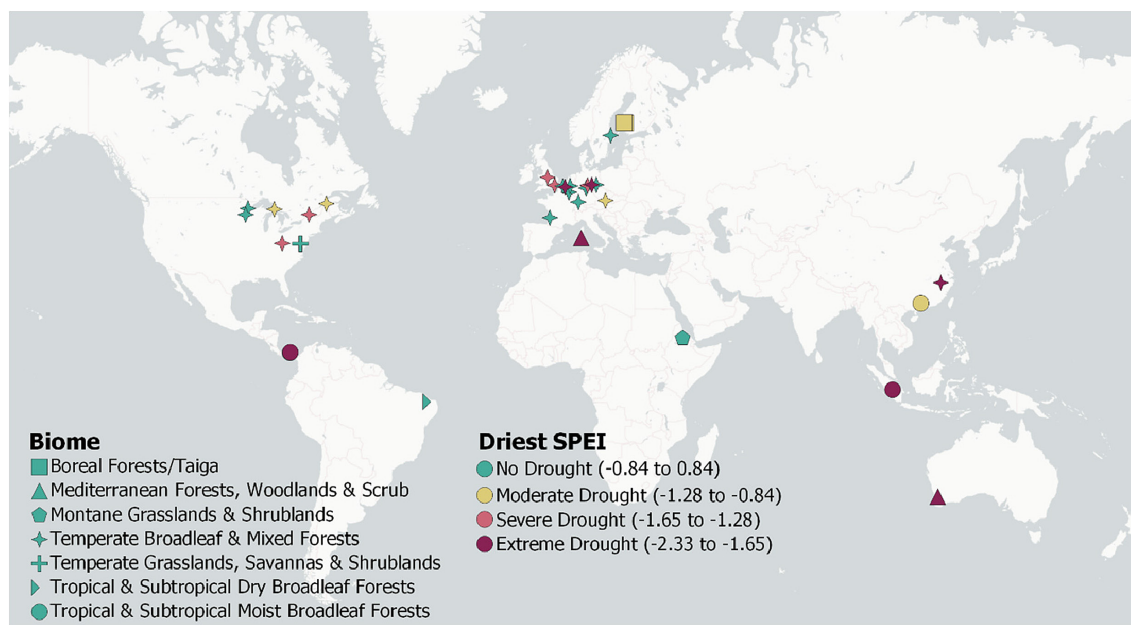 Biome
Boreal Forests/Taiga
Mediterranean Forests, Woodlands & Scrub
Montane Grasslands & Shrublands
Temperate Broadleaf & Mixed Forests
Temperate Grasslands, Savannas & Shrublands
Tropical & Subtropical Dry Broadleaf Forests
Tropical & Subtropical Moist Broadleaf Forests
Driest SPEI
No Drought (-0.84 to 0.84)
Moderate Drought (-1.28 to -0.84)
Severe Drought (-1.65 to -1.28)
Extreme Drought (-2.33 to -1.65)